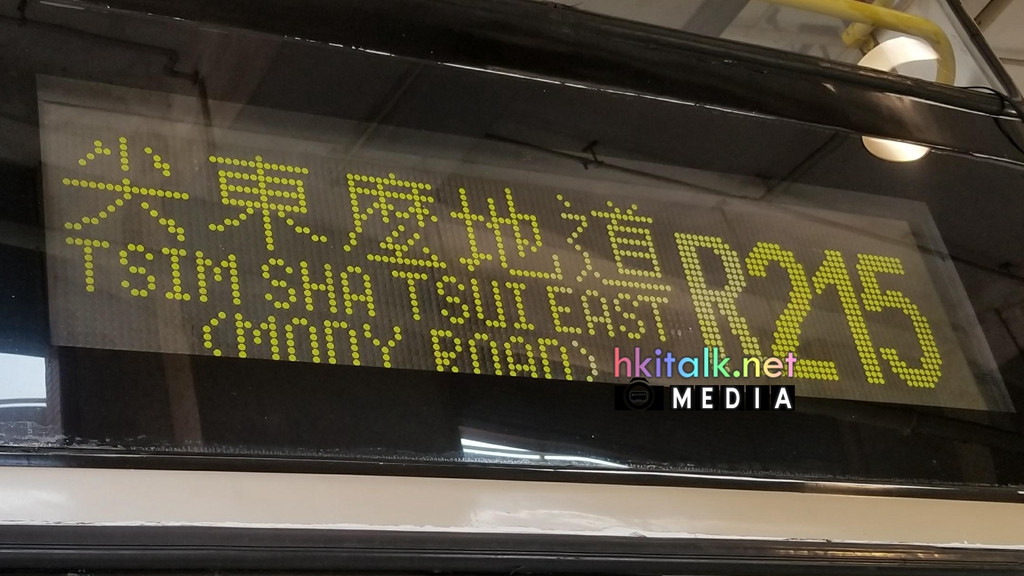 尖東麼地道
TSIM SHA TSUI EAST
(MODY ROAD)
R215
hkitalk.net
MEDIA